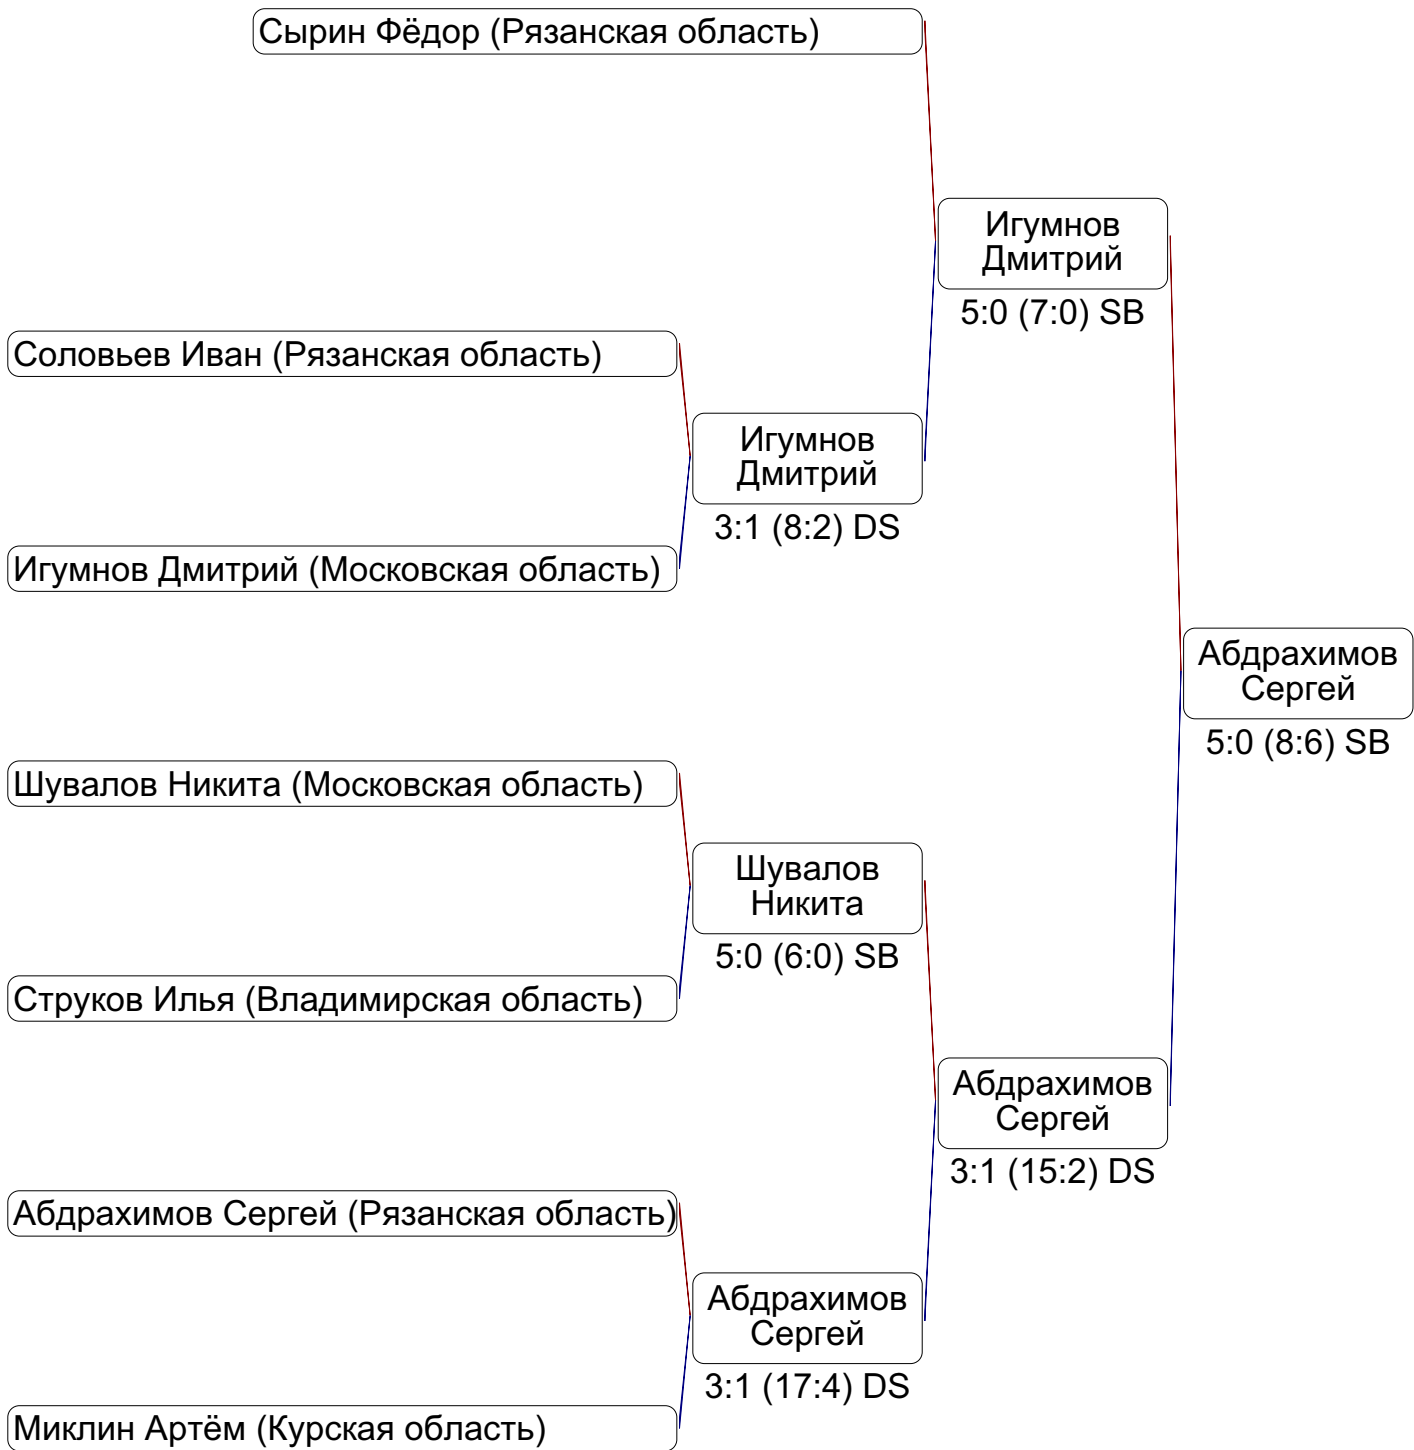 Сырин Фёдор (Рязанская область)
Игумнов
Дмитрий
5:0 (7:0) SB
Соловьев Иван (Рязанская область)
Игумнов
Дмитрий
3:1 (8:2) DS
Игумнов Дмитрий (Московская область)
Абдрахимов
Сергей
5:0 (8:6) SB
Шувалов Никита (Московская область)
Шувалов
Никита
5:0 (6:0) SB
Струков Илья (Владимирская область)
Абдрахимов
Сергей
3:1 (15:2) DS
Абдрахимов Сергей (Рязанская область)
Абдрахимов
Сергей
3:1 (17:4) DS
Миклин Артём (Курская область)